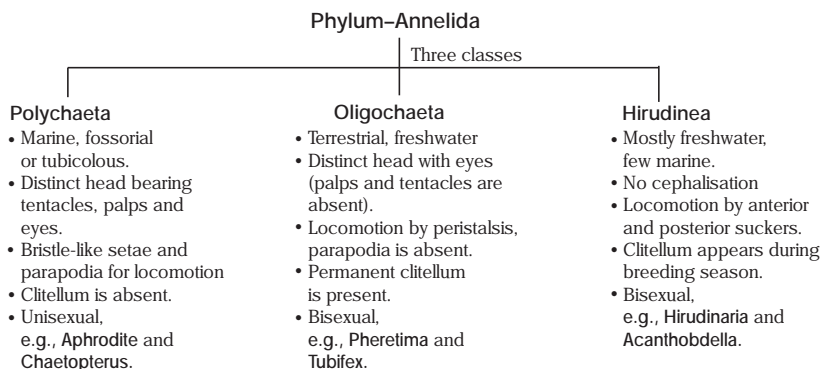 Phylum–Annelida
Three classes
Polychaeta
• Marine, fossorial
or tubicolous.
• Distinct head bearing
tentacles, palps and
eyes.
• Bristle-like setae and
parapodia for locomotion
• Clitellum is absent.
• Unisexual,
e.g., Aphrodite and
Chaetopterus.
Oligochaeta
• Terrestrial, freshwater
• Distinct head with eyes
(palps and tentacles are
absent).
• Locomotion by peristalsis,
parapodia is absent.
• Permanent clitellum
is present.
• Bisexual,
e.g., Pheretima and
Tubifex.
Hirudinea
• Mostly freshwater,
few marine.
• No cephalisation
• Locomotion by anterior
and posterior suckers.
• Clitellum appears during
breeding season.
• Bisexual,
e.g., Hirudinaria and
Acanthobdella.